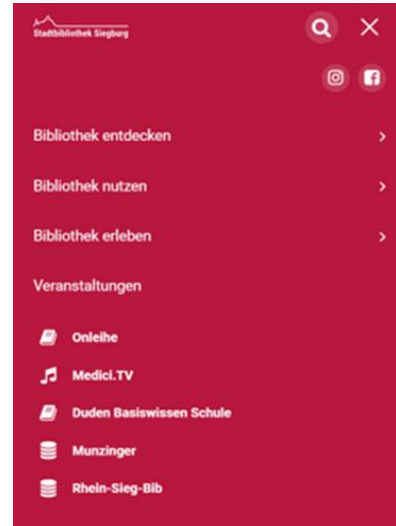 Stadtbibliothek Siegburg
Bibliothek entdecken
Bibliothek nutzen
Bibliothek erleben
Veranstaltungen
Onleihe
Medici.TV
Duden Basiswissen Schule
Munzinger
Rhein-Sieg-Bib